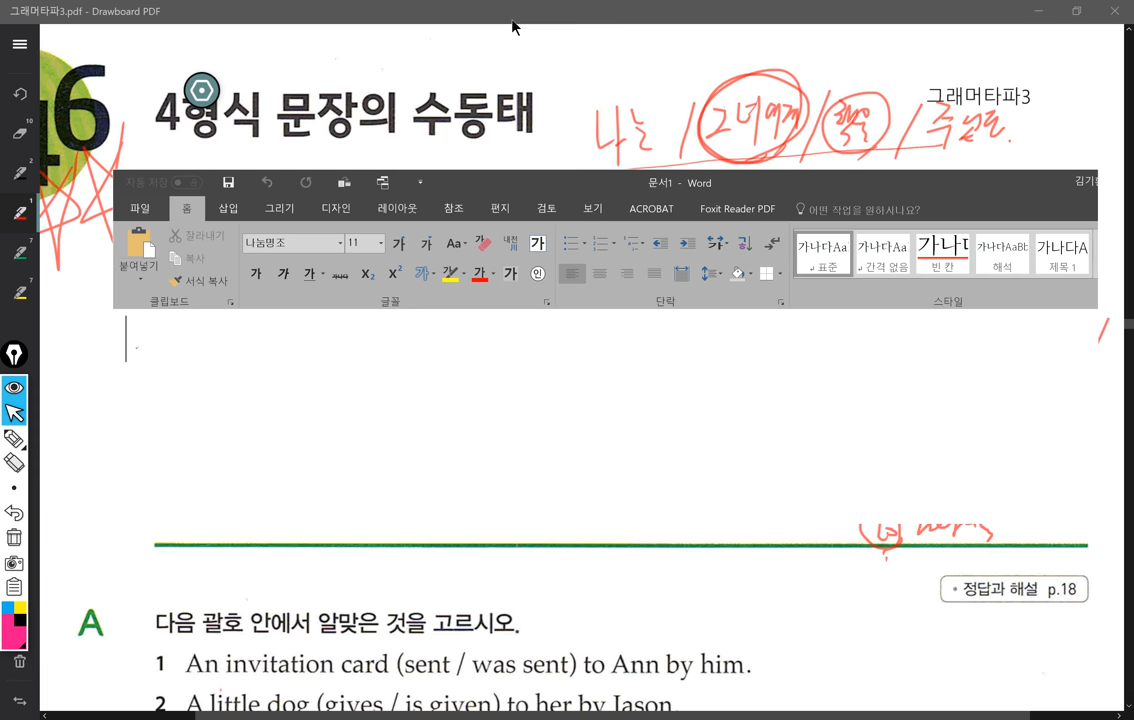 그래머타파3.pdf - Drawboard PDF
46
4형식 문장의 수동태
그래머타파3
나는 / 그녀에게 / 책을 / 주었다.
자동 저장
문서1 - Word
파일 홈 삽입 그리기 디자인 레이아웃 참조 편지 검토 보기 ACROBAT Foxit Reader PDF 어떤 작업을 원하시나요?
붙여넣기
잘라내기
복사
서식 복사
클립보드
나눔명조 11
글꼴
단락
가나다Aa 가나다Aa 가나다 가나다AaBb 가나다A
표준 간격 없음 빈 칸 해석 제목 1
스타일
10
2
1
7
7
• 정답과 해설 p.18
A 다음 괄호 안에서 알맞은 것을 고르시오.
1 An invitation card (sent / was sent) to Ann by him.
2 A little dog (gives / is given) to her by Jason.